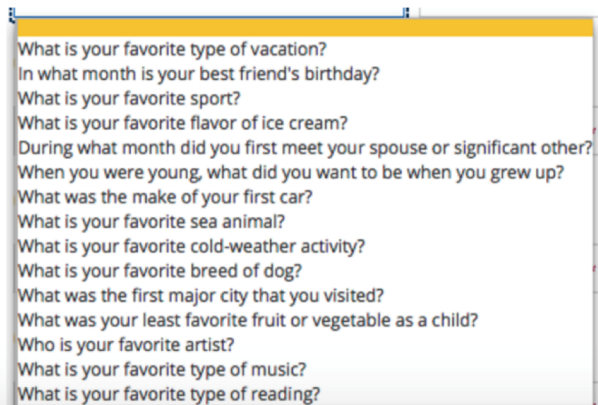 What is your favorite type of vacation?
In what month is your best friend's birthday?
What is your favorite sport?
What is your favorite flavor of ice cream?
During what month did you first meet your spouse or significant other?
When you were young, what did you want to be when you grew up?
What was the make of your first car?
What is your favorite sea animal?
What is your favorite cold-weather activity?
What is your favorite breed of dog?
What was the first major city that you visited?
What was your least favorite fruit or vegetable as a child?
Who is your favorite artist?
What is your favorite type of music?
What is your favorite type of reading?